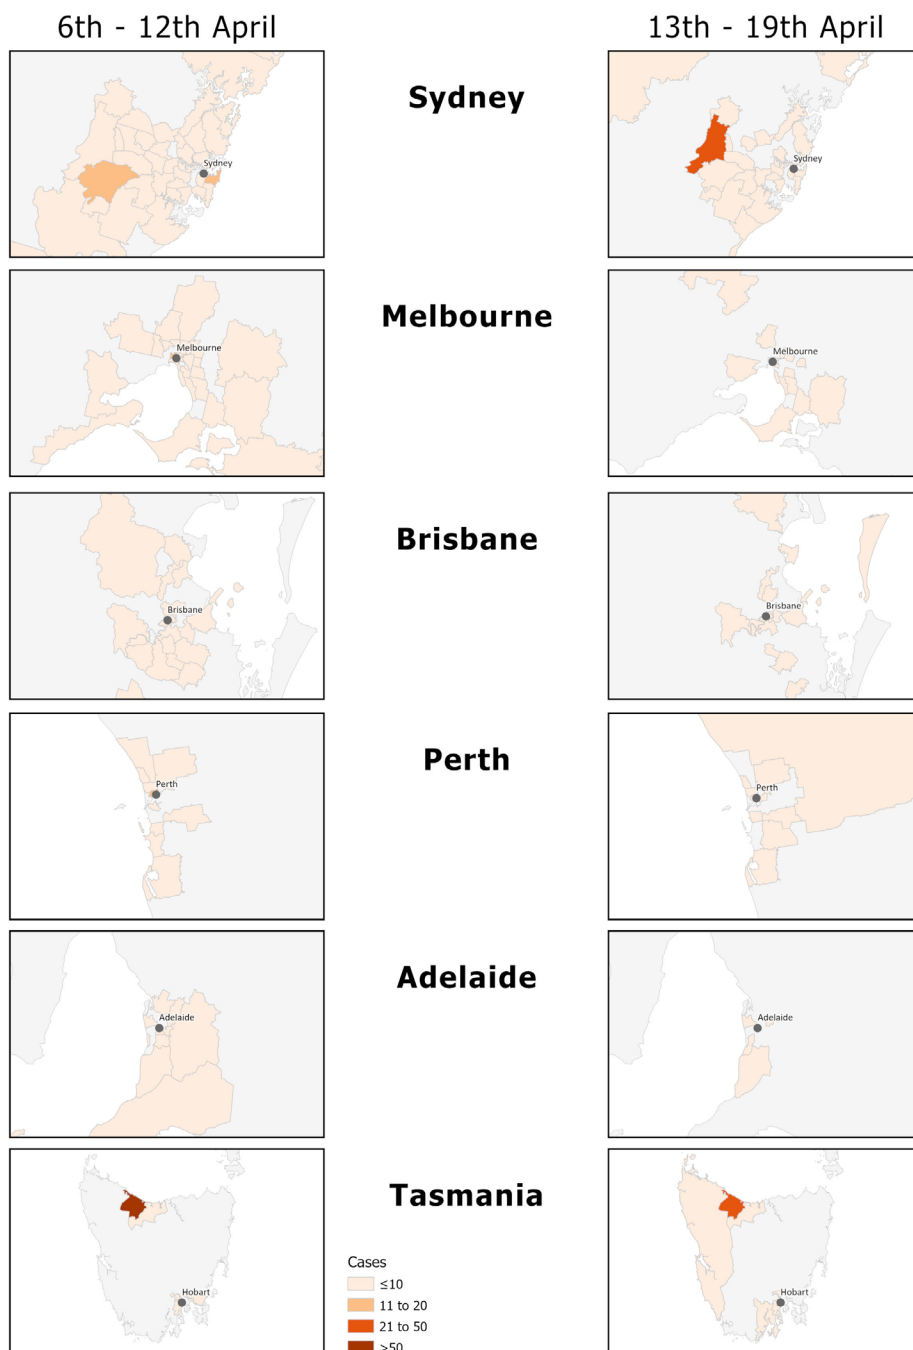 6th - 12th April
13th - 19th April
Sydney
Sydney
Sydney
Melbourne
Melbourne
Melbourne
Brisbane
Brisbane
Brisbane
Perth
Perth
Perth
Adelaide
Adelaide
Adelaide
Tasmania
Hobart
Hobart
Cases
≤10
11 to 20
21 to 50
>50